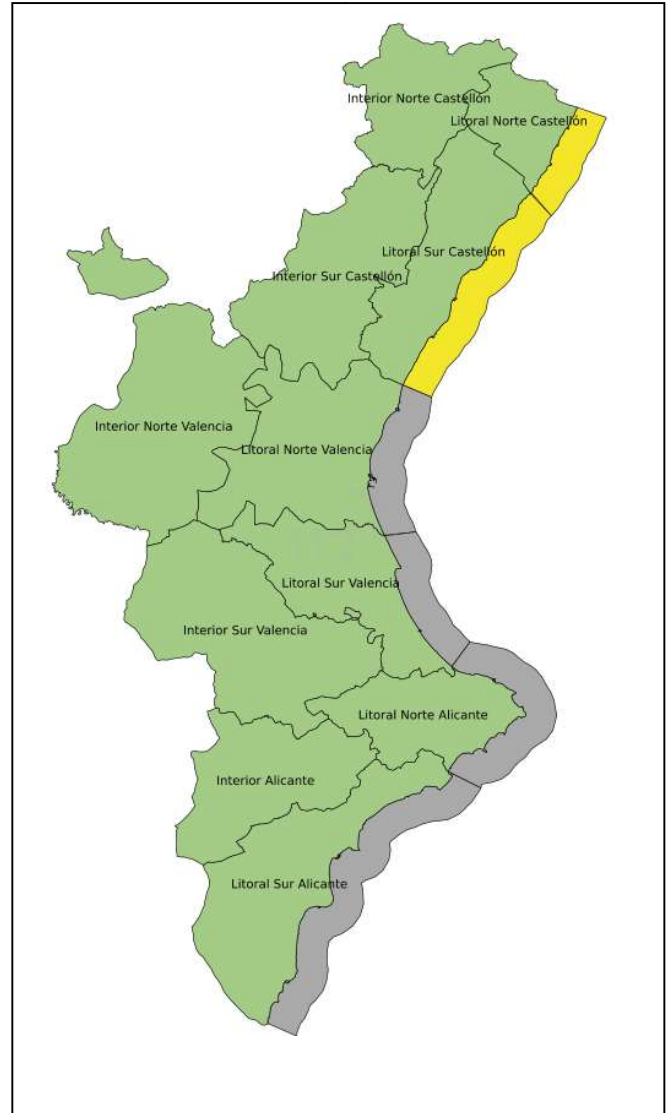 Interior Norte Castellón
Litoral Norte Castellón
Litoral Sur Castellón
Interior Sur Castellón
Interior Norte Valencia
Litoral Norte Valencia
Litoral Sur Valencia
Interior Sur Valencia
Litoral Norte Alicante
Interior Alicante
Litoral Sur Alicante